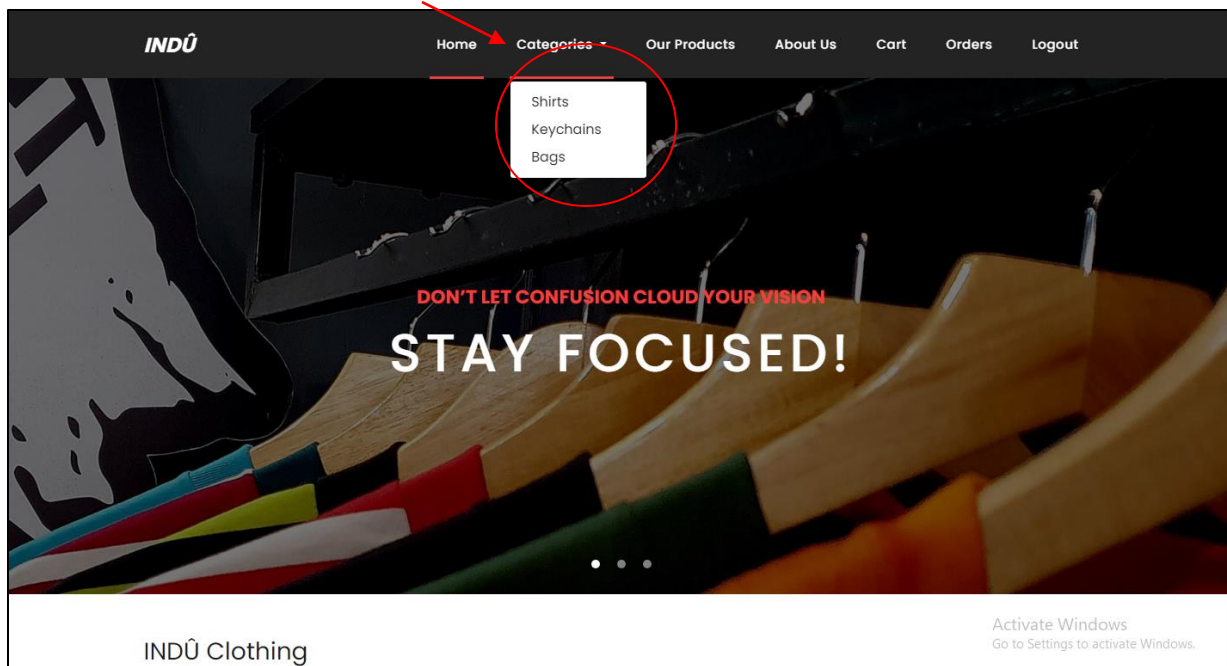 INDÛ
Home Categories Our Products About Us Cart Orders Logout
Shirts
Keychains
Bags
DON'T LET CONFUSION CLOUD YOUR VISION
STAY FOCUSED!
INDÛ Clothing
Activate Windows
Go to Settings to activate Windows.